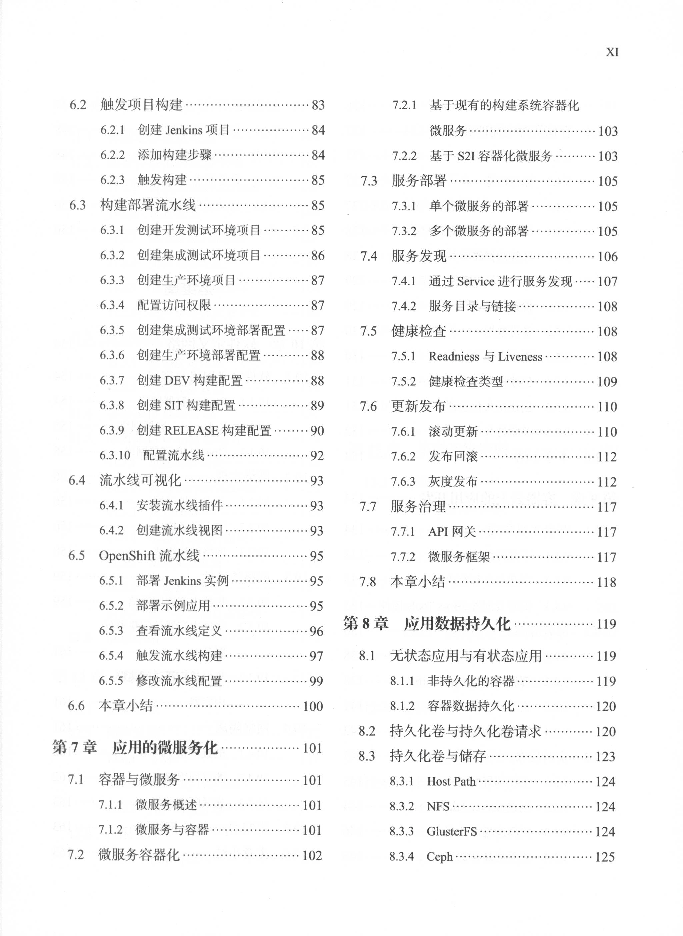 XI
6.2 触发项目构建 83
6.2.1 创建 Jenkins 项目 84
6.2.2 添加构建步骤 84
6.2.3 触发构建 85
6.3 构建部署流水线 85
6.3.1 创建开发测试环境项目 85
6.3.2 创建集成测试环境项目 86
6.3.3 创建生产环境项目 87
6.3.4 配置访问权限 87
6.3.5 创建集成测试环境部署配置 87
6.3.6 创建生产环境部署配置 88
6.3.7 创建 DEV 构建配置 88
6.3.8 创建 SIT 构建配置 89
6.3.9 创建 RELEASE 构建配置 90
6.3.10 配置流水线 92
6.4 流水线可视化 93
6.4.1 安装流水线插件 93
6.4.2 创建流水线视图 93
6.5 OpenShift 流水线 95
6.5.1 部署 Jenkins 实例 95
6.5.2 部署示例应用 95
6.5.3 查看流水线定义 96
6.5.4 触发流水线构建 97
6.5.5 修改流水线配置 99
6.6 本章小结 100
第 7 章 应用的微服务化 101
7.1 容器与微服务 101
7.1.1 微服务概述 101
7.1.2 微服务与容器 101
7.2 微服务容器化 102
7.2.1 基于现有的构建系统容器化
微服务 103
7.2.2 基于 S2I 容器化微服务 103
7.3 服务部署 105
7.3.1 单个微服务的部署 105
7.3.2 多个微服务的部署 105
7.4 服务发现 106
7.4.1 通过 Service 进行服务发现 107
7.4.2 服务目录与链接 108
7.5 健康检查 108
7.5.1 Readniess 与 Liveness 108
7.5.2 健康检查类型 109
7.6 更新发布 110
7.6.1 滚动更新 110
7.6.2 发布回滚 112
7.6.3 灰度发布 112
7.7 服务治理 117
7.7.1 API 网关 117
7.7.2 微服务框架 117
7.8 本章小结 118
第 8 章 应用数据持久化 119
8.1 无状态应用与有状态应用 119
8.1.1 非持久化的容器 119
8.1.2 容器数据持久化 120
8.2 持久化卷与持久化卷请求 120
8.3 持久化卷与储存 123
8.3.1 Host Path 124
8.3.2 NFS 124
8.3.3 GlusterFS 124
8.3.4 Ceph 125